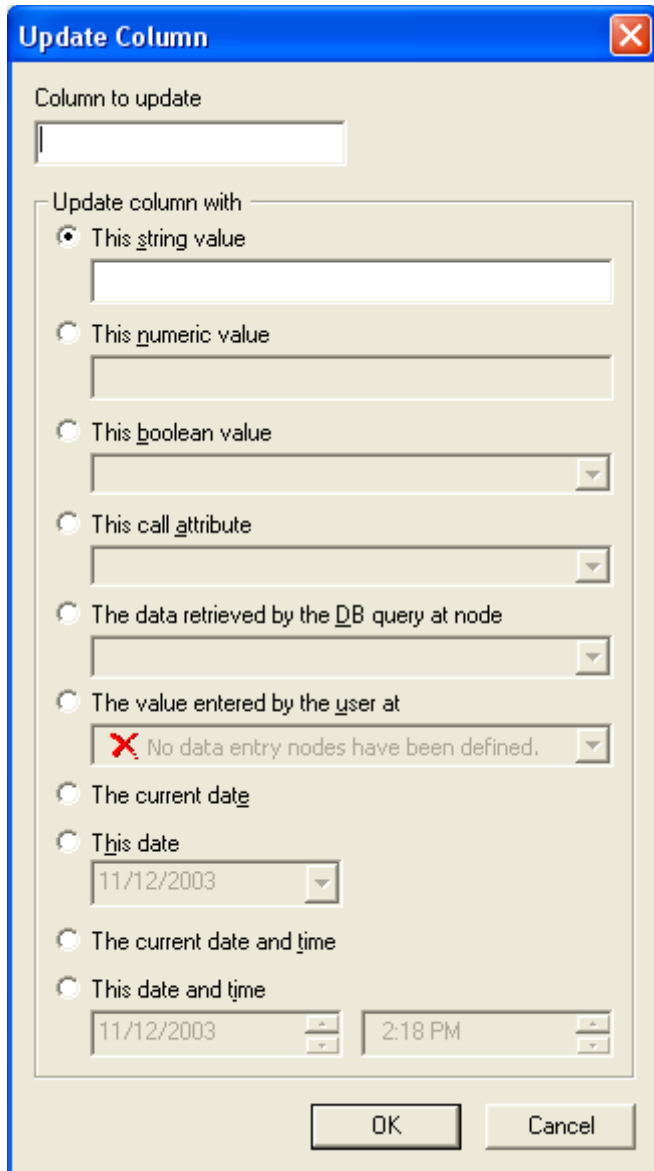 Update Column
Column to update
Update column with
This string value
This numeric value
This boolean value
This call attribute
The data retrieved by the DB query at node
The value entered by the user at
No data entry nodes have been defined.
The current date
This date
11/12/2003
The current date and time
This date and time
11/12/2003 2:18 PM
OK Cancel